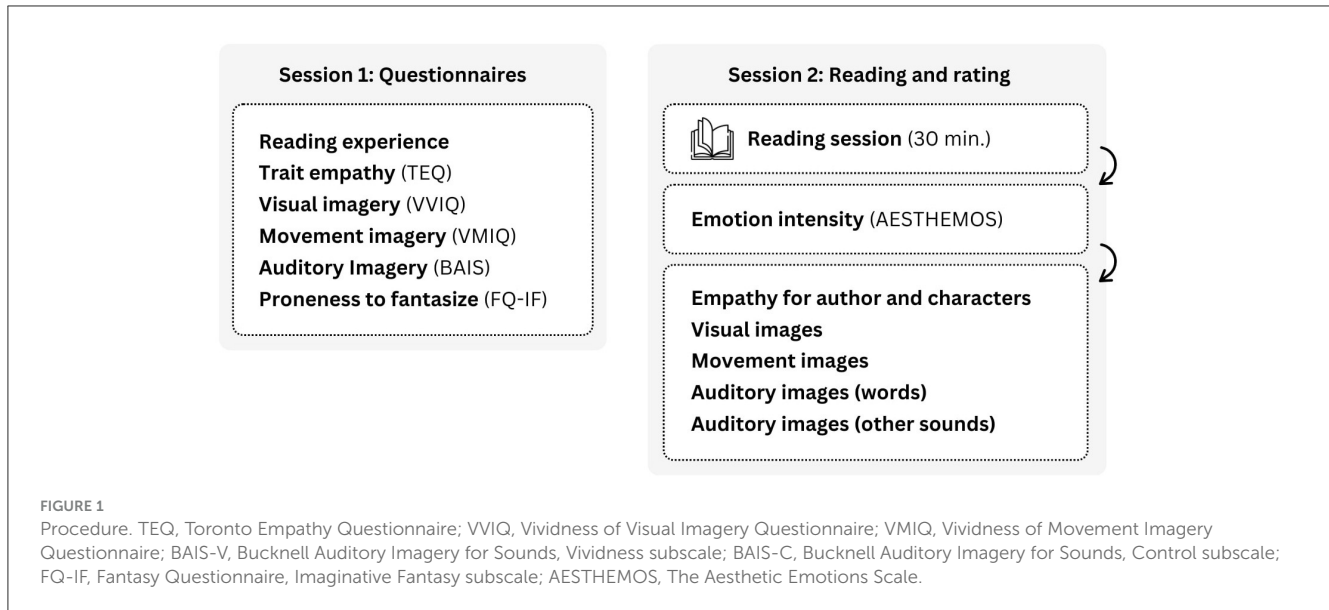 Session 1: Questionnaires
Reading experience
Trait empathy (TEQ)
Visual imagery (VVIQ)
Movement imagery (VMIQ)
Auditory Imagery (BAIS)
Proneness to fantasize (FQ-IF)
Session 2: Reading and rating
Reading session (30 min.)
Emotion intensity (AESTHEMOS)
Empathy for author and characters
Visual images
Movement images
Auditory images (words)
Auditory images (other sounds)
FIGURE 1
Procedure. TEQ, Toronto Empathy Questionnaire; VVIQ, Vividness of Visual Imagery Questionnaire; VMIQ, Vividness of Movement Imagery
Questionnaire; BAIS-V, Bucknell Auditory Imagery for Sounds, Vividness subscale; BAIS-C, Bucknell Auditory Imagery for Sounds, Control subscale;
FQ-IF, Fantasy Questionnaire, Imaginative Fantasy subscale; AESTHEMOS, The Aesthetic Emotions Scale.